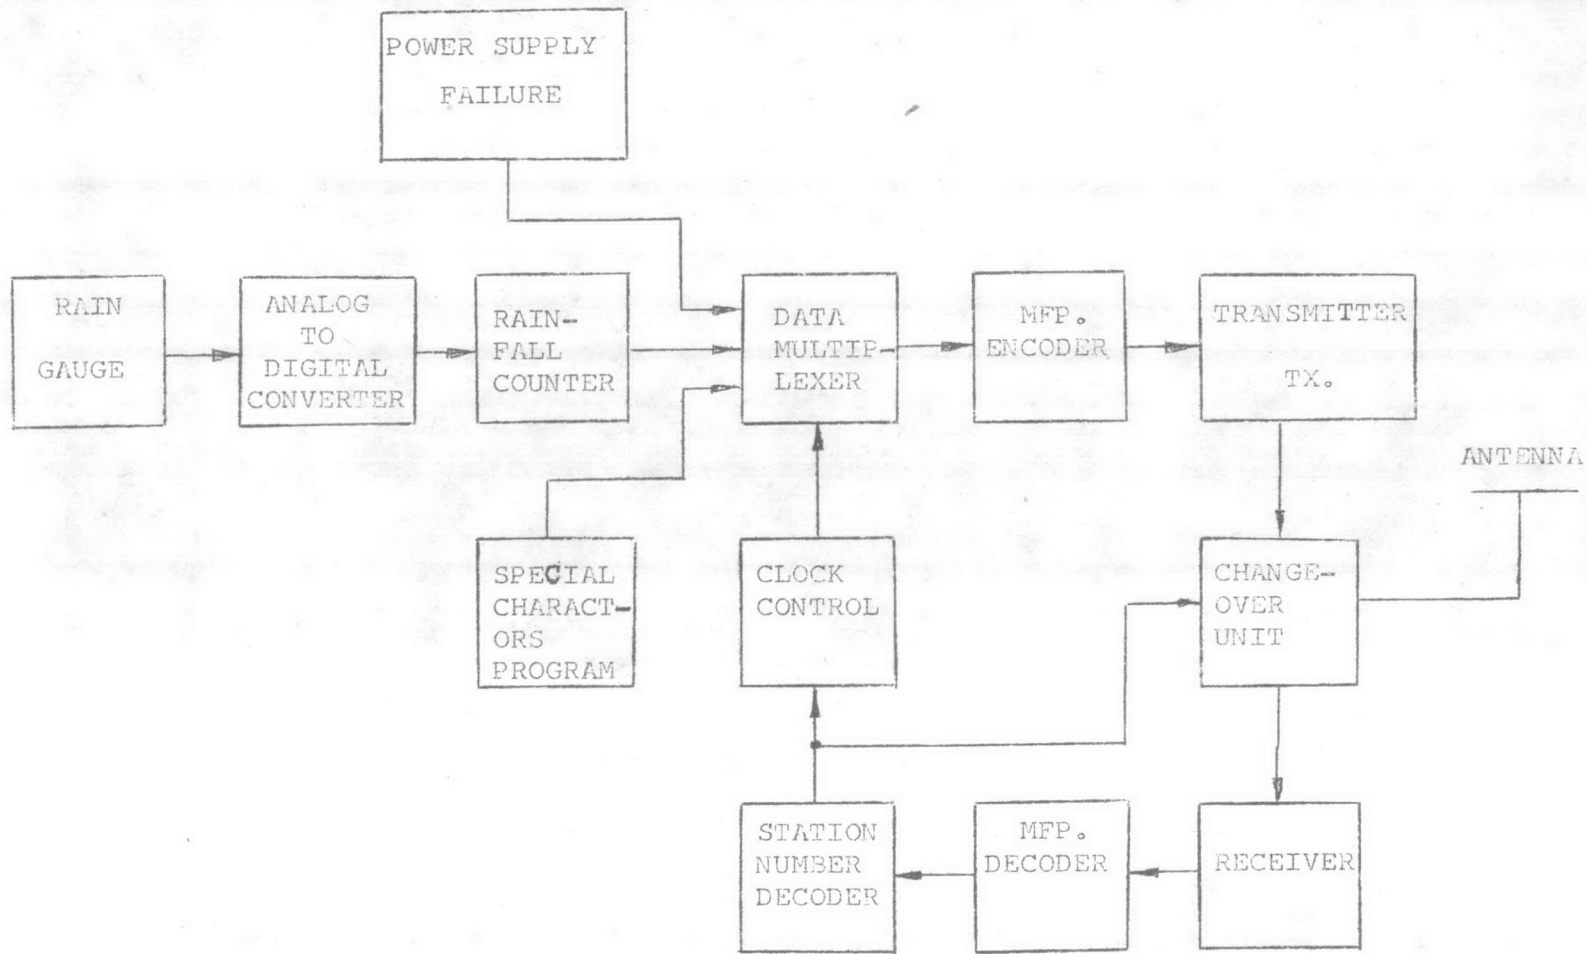 POWER SUPPLY
FAILURE
RAIN
GAUGE
ANALOG
TO
DIGITAL
CONVERTER
RAIN-
FALL
COUNTER
DATA
MULTIP
LEXER
MFP.
ENCODER
TRANSMITTER
TX.
ANTENNA
SPECIAL
CHARACT-
ORS
PROGRAM
CLOCK
CONTROL
CHANGE-
OVER
UNIT
STATION
NUMBER
DECODER
MFP.
DECODER
RECEIVER